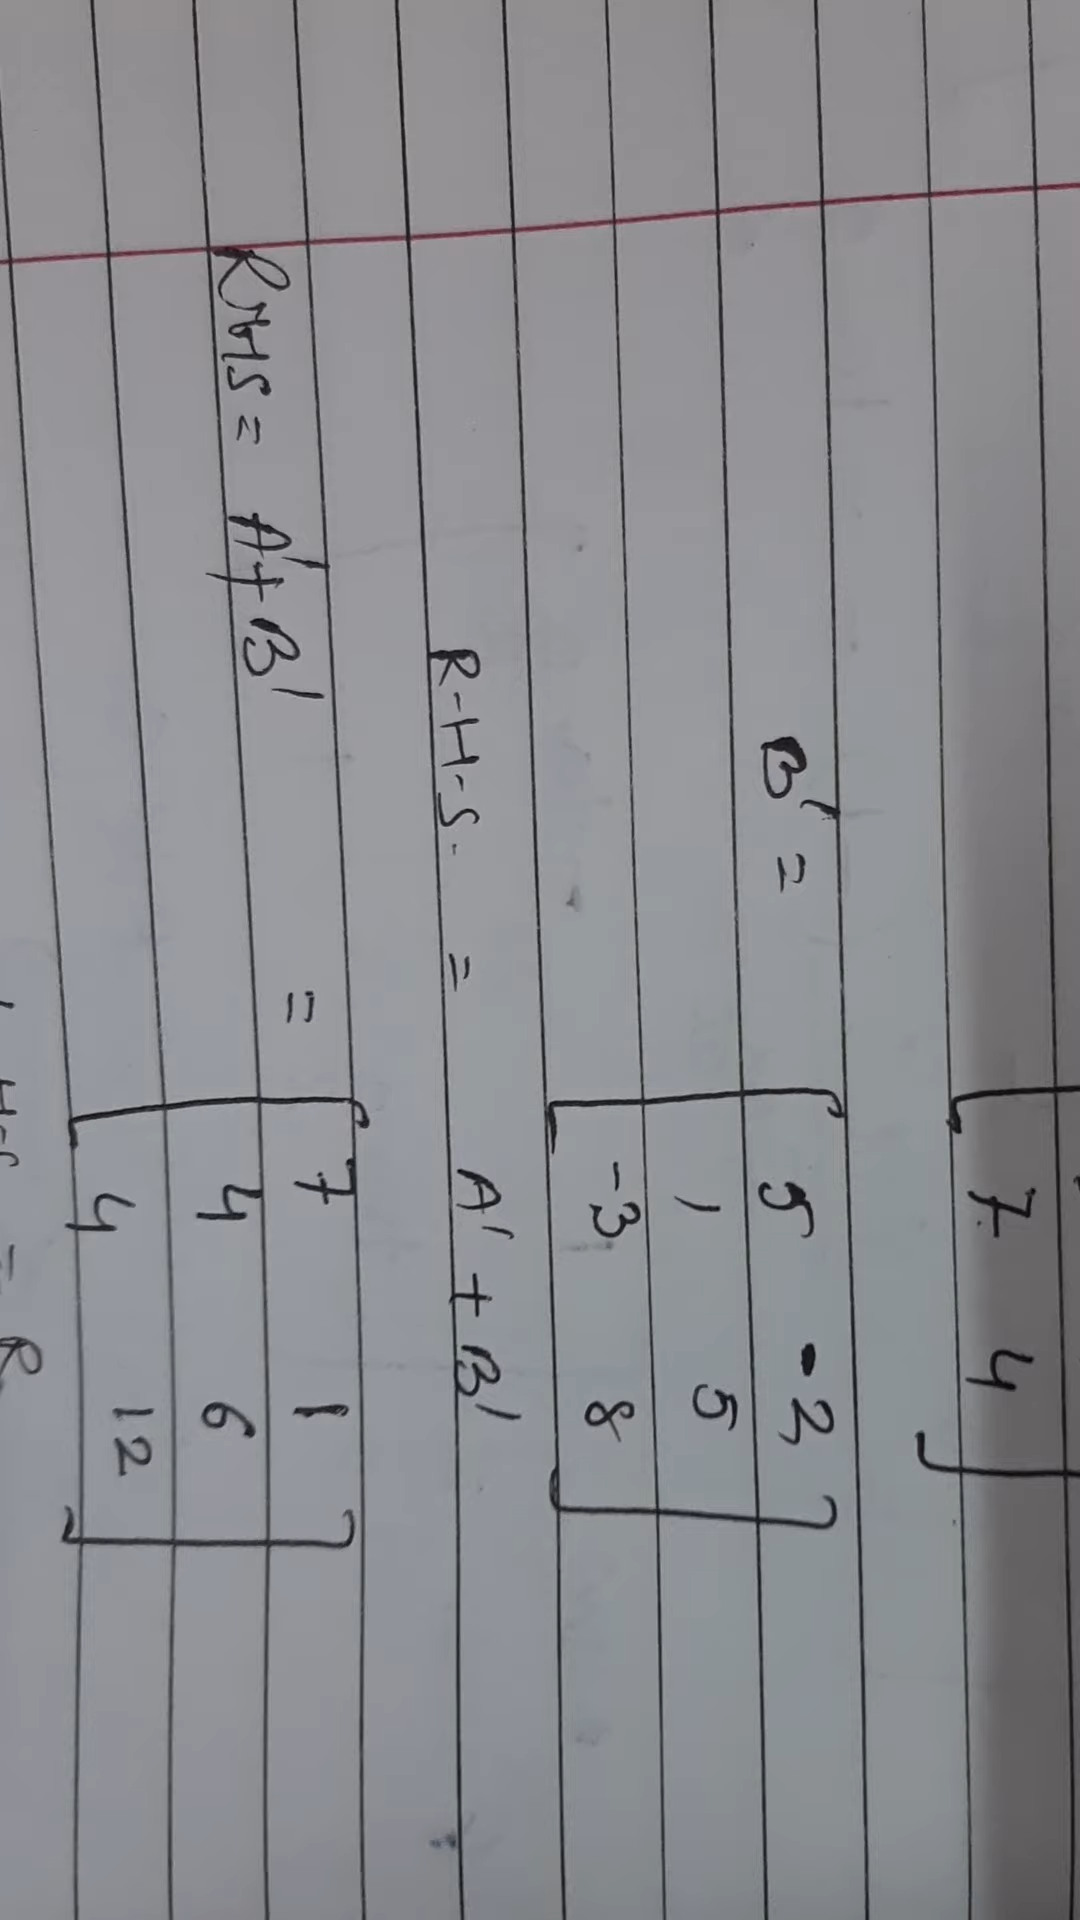 7 4
B' =
5 -2
1 5
-3 8
R-H-S. = A' + B'
RHS = A' + B' =
7 1
4 6
4 12